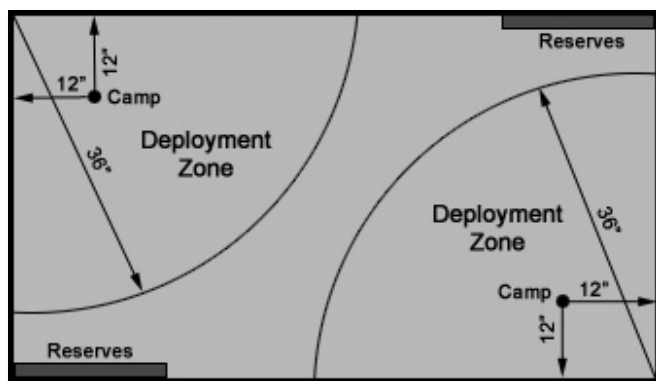 Reserves
12"
12"
Camp
Deployment
Zone
36"
Deployment
Zone
36"
Camp
12"
12"
Reserves